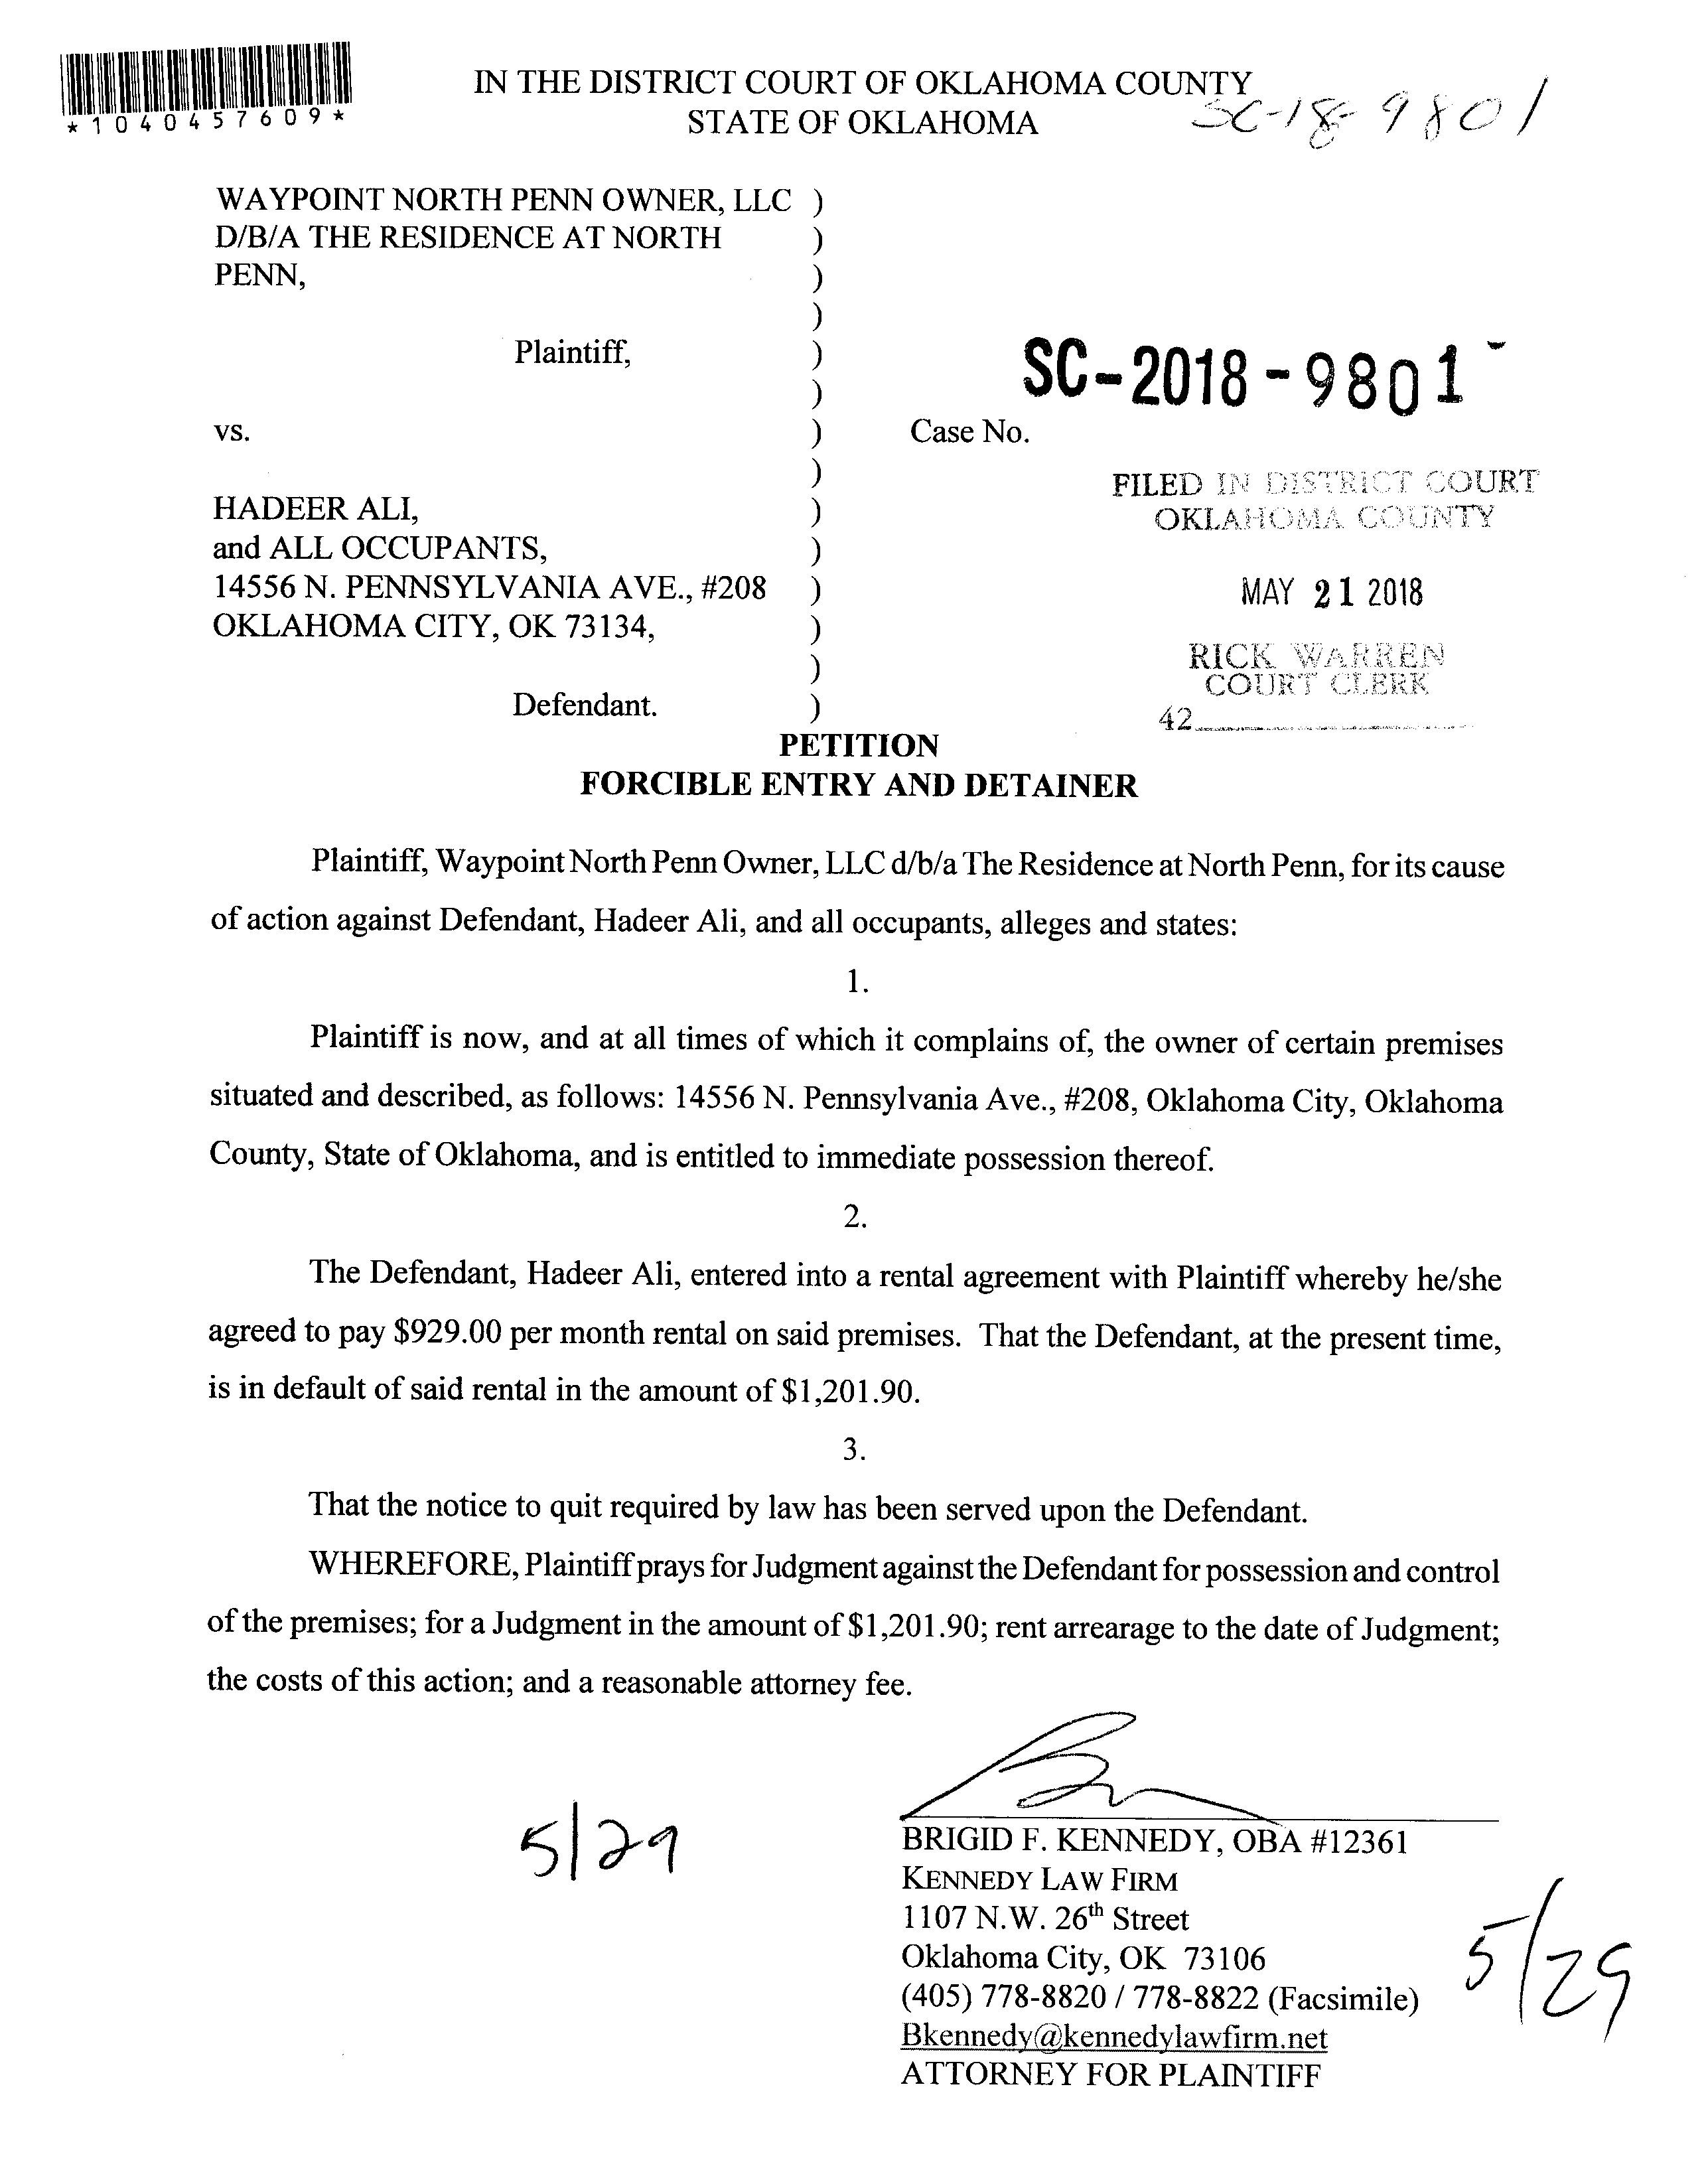 *1040457609*
IN THE DISTRICT COURT OF OKLAHOMA COUNTY
STATE OF OKLAHOMA
SC-18-9801
WAYPOINT NORTH PENN OWNER, LLC )
D/B/A THE RESIDENCE AT NORTH )
PENN, )
)
Plaintiff, )
)
SC-2018-9801
vs. ) Case No.
)
FILED IN DISTRICT COURT
OKLAHOMA COUNTY
HADEER ALI, )
and ALL OCCUPANTS, )
14556 N. PENNSYLVANIA AVE., #208 )
MAY 21 2018
OKLAHOMA CITY, OK 73134, )
)
RICK WARREN
COURT CLERK
Defendant. )
42
PETITION
FORCIBLE ENTRY AND DETAINER
Plaintiff, Waypoint North Penn Owner, LLC d/b/a The Residence at North Penn, for its cause
of action against Defendant, Hadeer Ali, and all occupants, alleges and states:
1.
Plaintiff is now, and at all times of which it complains of, the owner of certain premises
situated and described, as follows: 14556 N. Pennsylvania Ave., #208, Oklahoma City, Oklahoma
County, State of Oklahoma, and is entitled to immediate possession thereof.
2.
The Defendant, Hadeer Ali, entered into a rental agreement with Plaintiff whereby he/she
agreed to pay $929.00 per month rental on said premises. That the Defendant, at the present time,
is in default of said rental in the amount of $1,201.90.
3.
That the notice to quit required by law has been served upon the Defendant.
WHEREFORE, Plaintiff prays for Judgment against the Defendant for possession and control
of the premises; for a Judgment in the amount of $1,201.90; rent arrearage to the date of Judgment;
the costs of this action; and a reasonable attorney fee.
5/29
BRIGID F. KENNEDY, OBA #12361
KENNEDY LAW FIRM
1107 N.W. 26th Street
Oklahoma City, OK 73106
(405) 778-8820 / 778-8822 (Facsimile)
Bkennedy@kennedylawfirm.net
ATTORNEY FOR PLAINTIFF
5/29